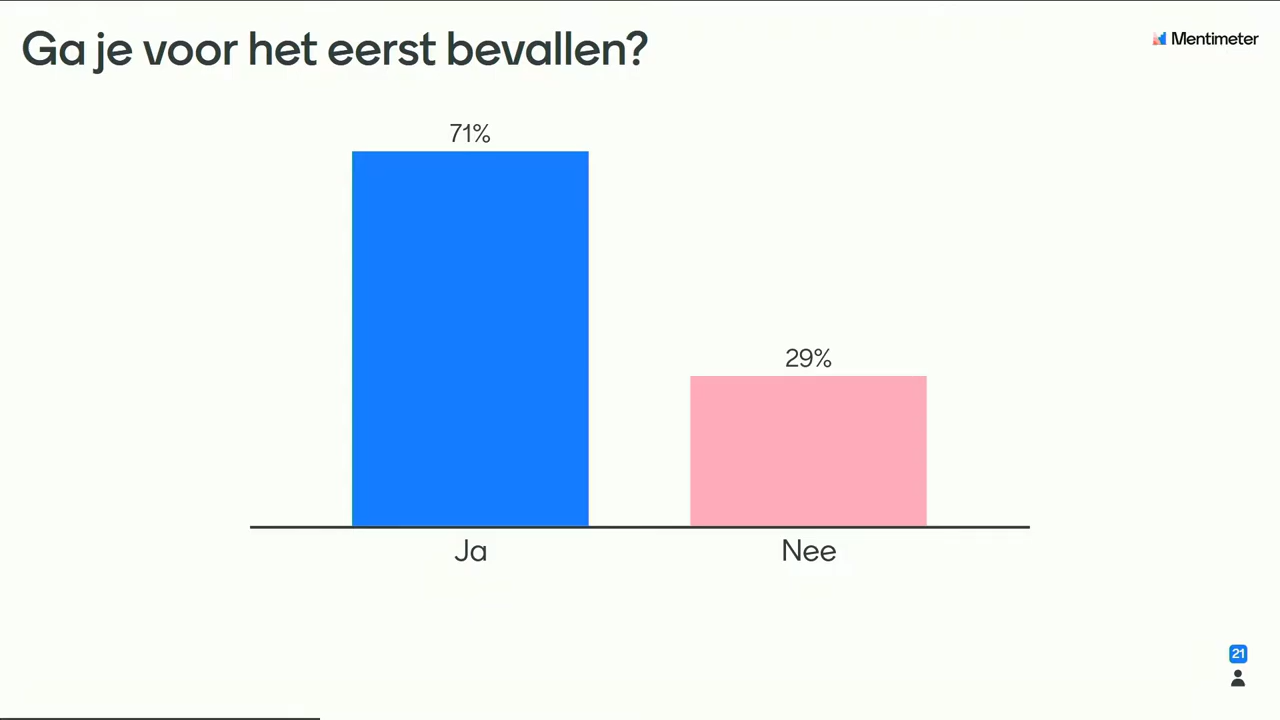 Ga je voor het eerst bevallen?
Mentimeter
71%
29%
Ja
Nee
21